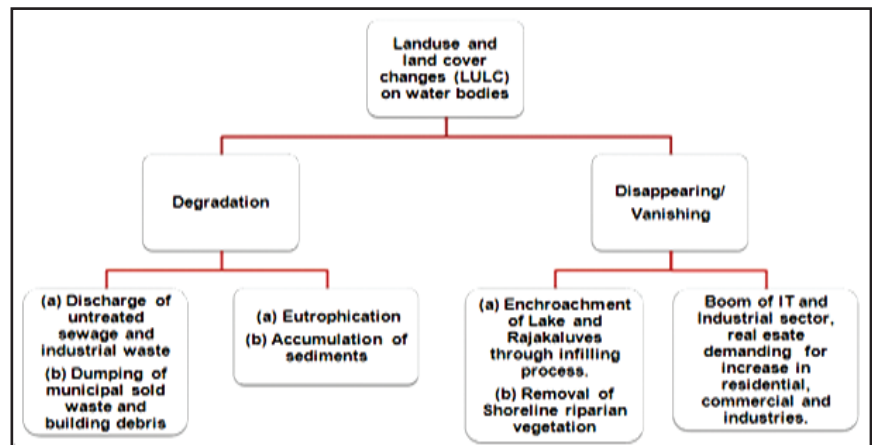 Landuse and
land cover
changes (LULC)
on water bodies
Degradation
Disappearing/
Vanishing
(a) Discharge of
untreated
sewage and
industrial waste
(b) Dumping of
municipal sold
waste and
building debris
(a) Eutrophication
(b) Accumulation of
sediments
(a) Enchroachment
of Lake and
Rajakaluves
through infilling
process.
(b) Removal of
Shoreline riparian
vegetation
Boom of IT and
Industrial sector,
real esate
demanding for
increase in
residential,
commercial and
industries.